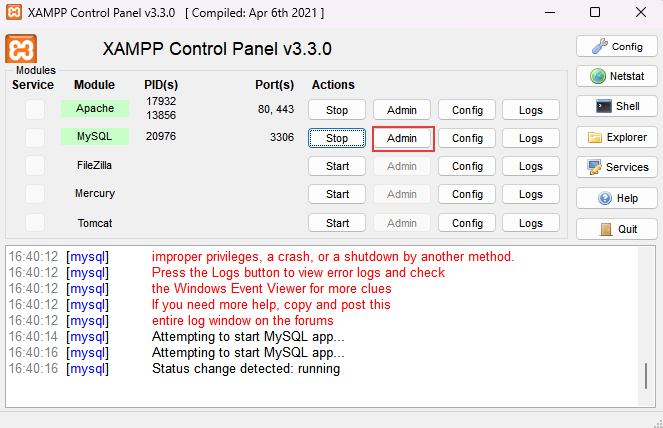 XAMPP Control Panel v3.3.0 [ Compiled: Apr 6th 2021 ]
XAMPP Control Panel v3.3.0
Config
Modules
Service Module PID(s) Port(s) Actions
Netstat
Apache 17932 13856 80, 443 Stop Admin Config Logs
Shell
MySQL 20976 3306 Stop Admin Config Logs
Explorer
FileZilla Start Admin Config Logs
Services
Mercury Start Admin Config Logs
Help
Tomcat Start Admin Config Logs
Quit
16:40:12 [mysql] improper privileges, a crash, or a shutdown by another method.
16:40:12 [mysql] Press the Logs button to view error logs and check
16:40:12 [mysql] the Windows Event Viewer for more clues
16:40:12 [mysql] If you need more help, copy and post this
16:40:12 [mysql] entire log window on the forums
16:40:14 [mysql] Attempting to start MySQL app...
16:40:16 [mysql] Attempting to start MySQL app...
16:40:16 [mysql] Status change detected: running